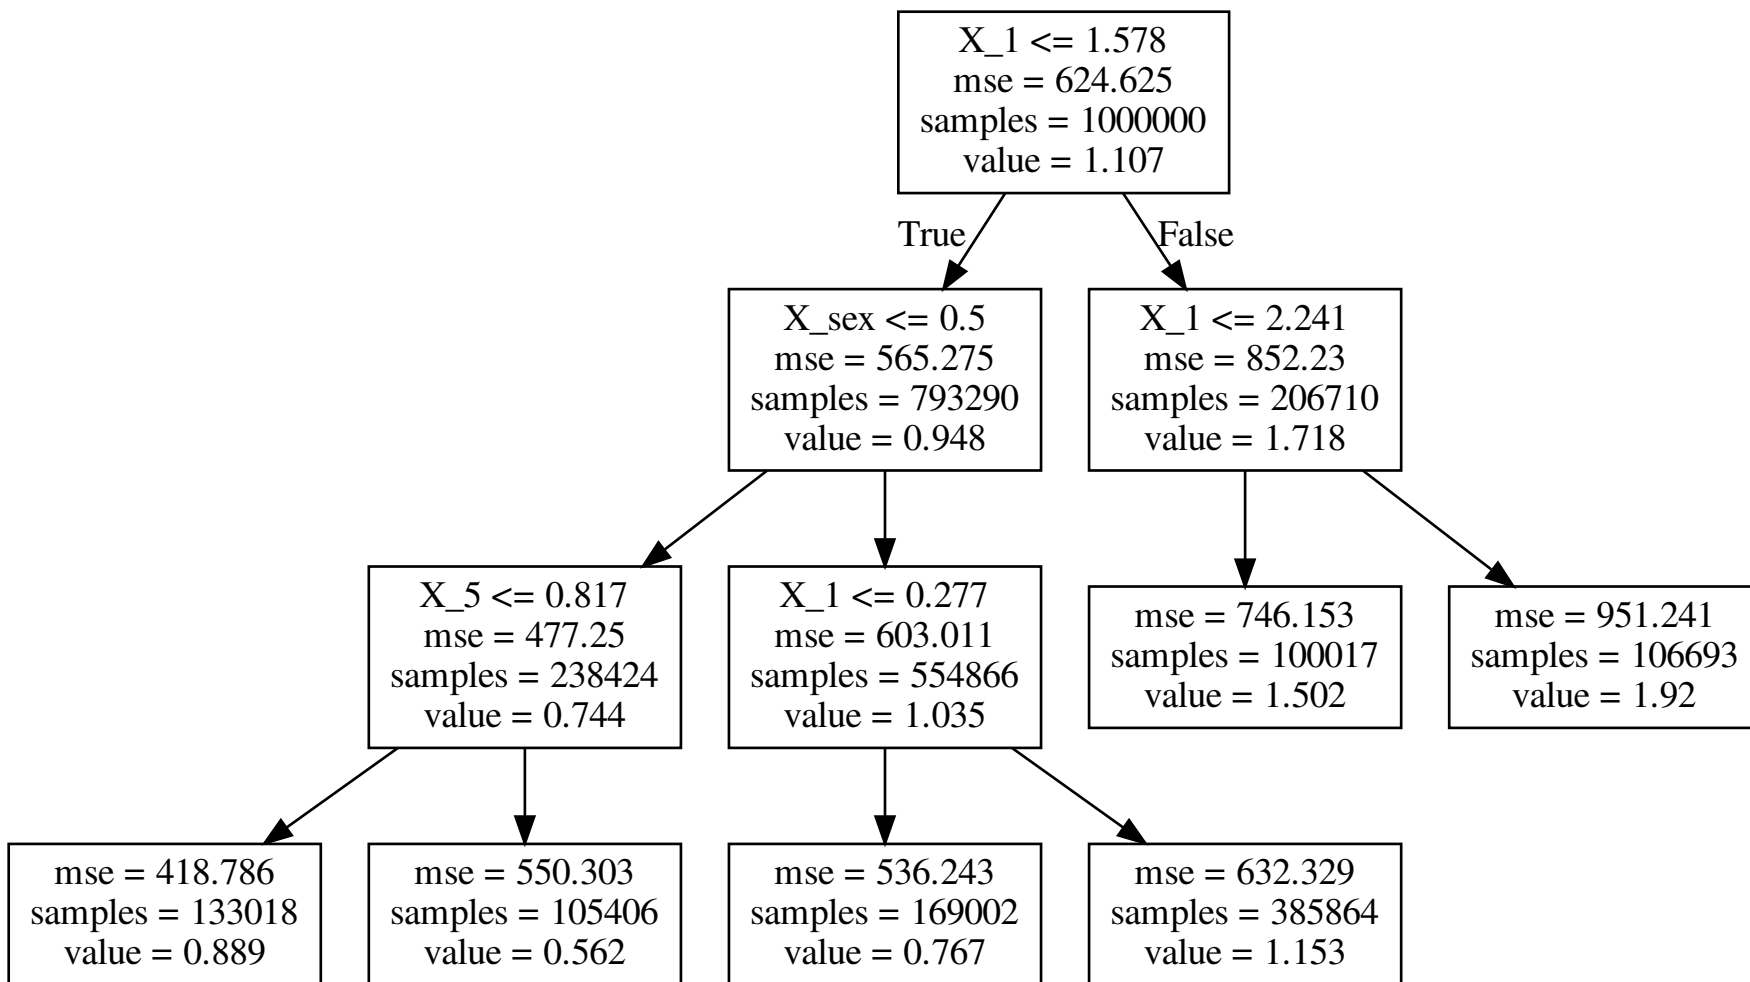 X_1 <= 1.578
mse = 624.625
samples = 1000000
value = 1.107
True
False
X_sex <= 0.5
mse = 565.275
samples = 793290
value = 0.948
X_1 <= 2.241
mse = 852.23
samples = 206710
value = 1.718
X_5 <= 0.817
mse = 477.25
samples = 238424
value = 0.744
X_1 <= 0.277
mse = 603.011
samples = 554866
value = 1.035
mse = 746.153
samples = 100017
value = 1.502
mse = 951.241
samples = 106693
value = 1.92
mse = 418.786
samples = 133018
value = 0.889
mse = 550.303
samples = 105406
value = 0.562
mse = 536.243
samples = 169002
value = 0.767
mse = 632.329
samples = 385864
value = 1.153